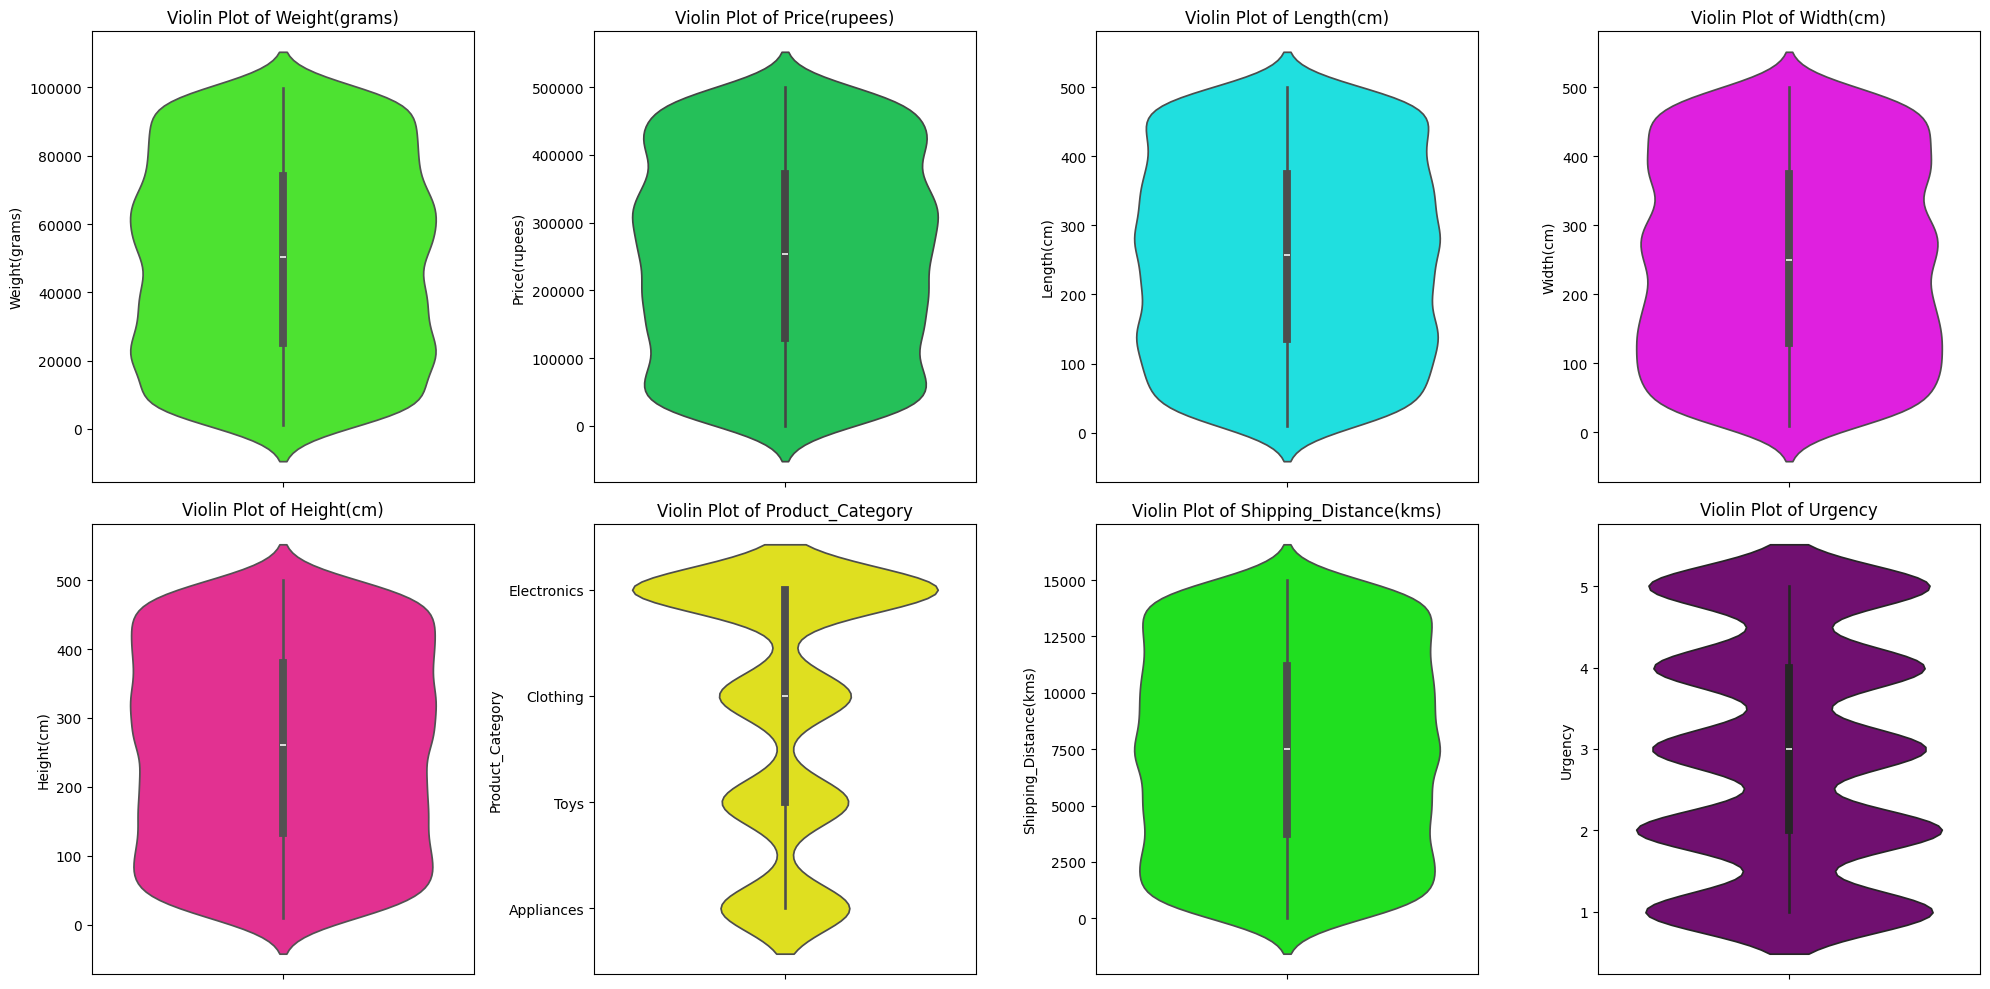 Violin Plot of Weight(grams)
Weight(grams)
100000
80000
60000
40000
20000
0
Violin Plot of Price(rupees)
Price(rupees)
500000
400000
300000
200000
100000
0
Violin Plot of Length(cm)
Length(cm)
500
400
300
200
100
0
Violin Plot of Width(cm)
Width(cm)
500
400
300
200
100
0
Violin Plot of Height(cm)
Height(cm)
500
400
300
200
100
0
Violin Plot of Product_Category
Product_Category
Electronics
Clothing
Toys
Appliances
Violin Plot of Shipping_Distance(kms)
Shipping_Distance(kms)
15000
12500
10000
7500
5000
2500
0
Violin Plot of Urgency
Urgency
5
4
3
2
1